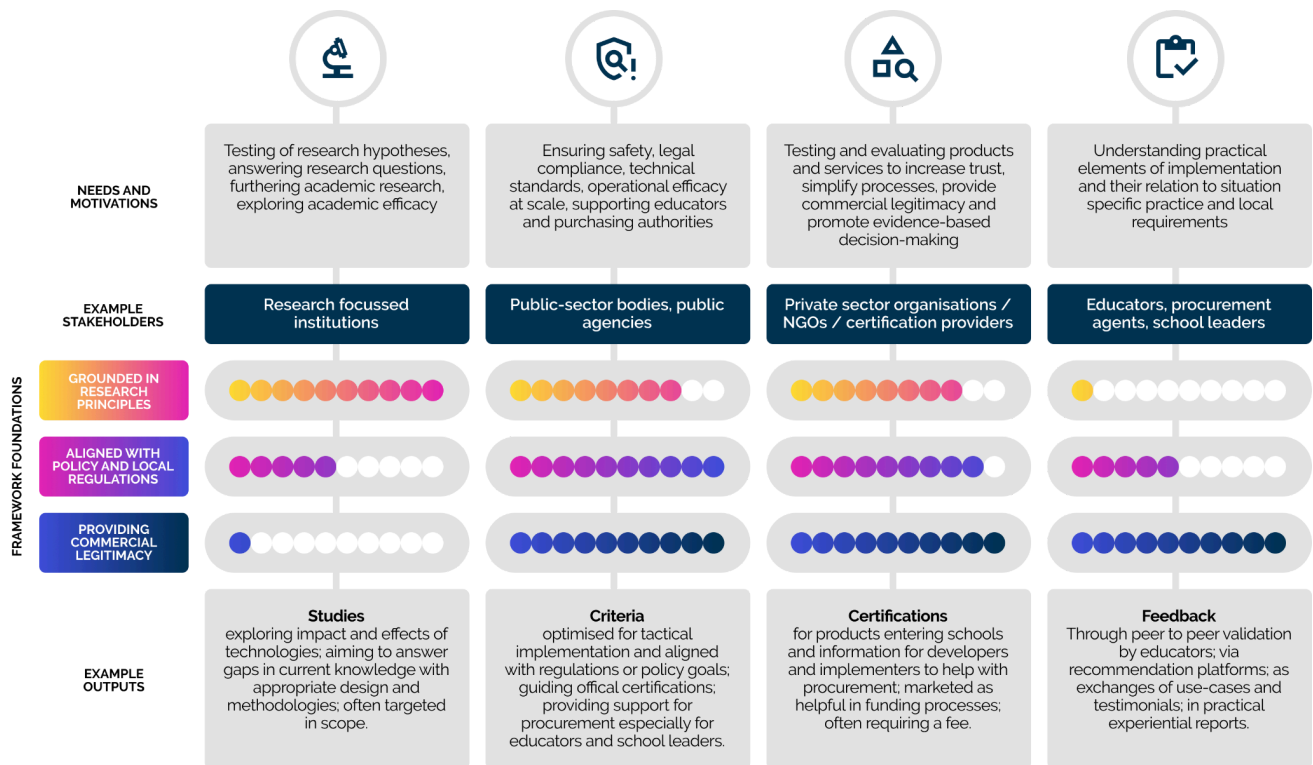 NEEDS AND
MOTIVATIONS
Testing of research hypotheses,
answering research questions,
furthering academic research,
exploring academic efficacy
Ensuring safety, legal
compliance, technical
standards, operational efficacy
at scale, supporting educators
and purchasing authorities
Testing and evaluating products
and services to increase trust,
simplify processes, provide
commercial legitimacy and
promote evidence-based
decision-making
Understanding practical
elements of implementation
and their relation to situation
specific practice and local
requirements
EXAMPLE
STAKEHOLDERS
Research focussed
institutions
Public-sector bodies, public
agencies
Private sector organisations /
NGOs / certification providers
Educators, procurement
agents, school leaders
FRAMEWORK FOUNDATIONS
GROUNDED IN
RESEARCH
PRINCIPLES
ALIGNED WITH
POLICY AND LOCAL
REGULATIONS
PROVIDING
COMMERCIAL
LEGITIMACY
EXAMPLE
OUTPUTS
Studies
exploring impact and effects of
technologies; aiming to answer
gaps in current knowledge with
appropriate design and
methodologies; often targeted
in scope.
Criteria
optimised for tactical
implementation and aligned
with regulations or policy goals;
guiding offical certifications;
providing support for
procurement especially for
educators and school leaders.
Certifications
for products entering schools
and information for developers
and implementers to help with
procurement; marketed as
helpful in funding processes;
often requiring a fee.
Feedback
Through peer to peer validation
by educators; via
recommendation platforms; as
exchanges of use-cases and
testimonials; in practical
experiential reports.